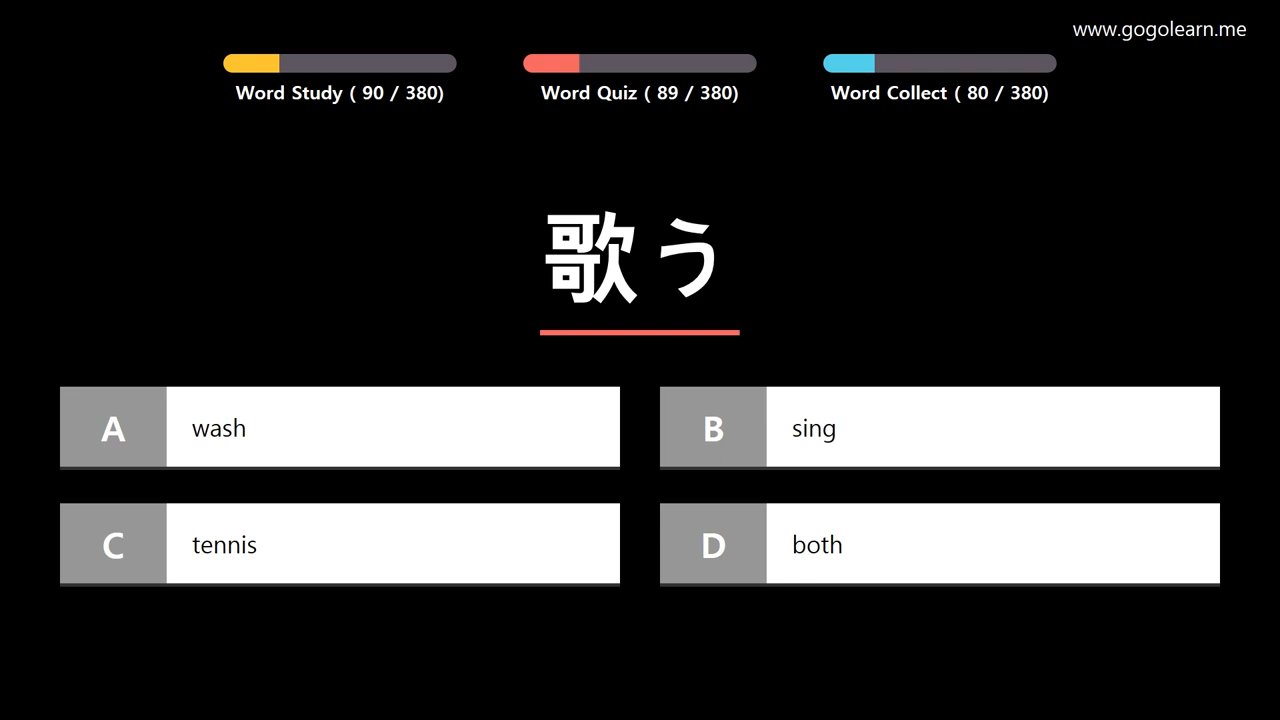 www.gogolearn.me
Word Study ( 90 / 380)
Word Quiz ( 89 / 380)
Word Collect ( 80 / 380)
歌う
A wash
B sing
C tennis
D both